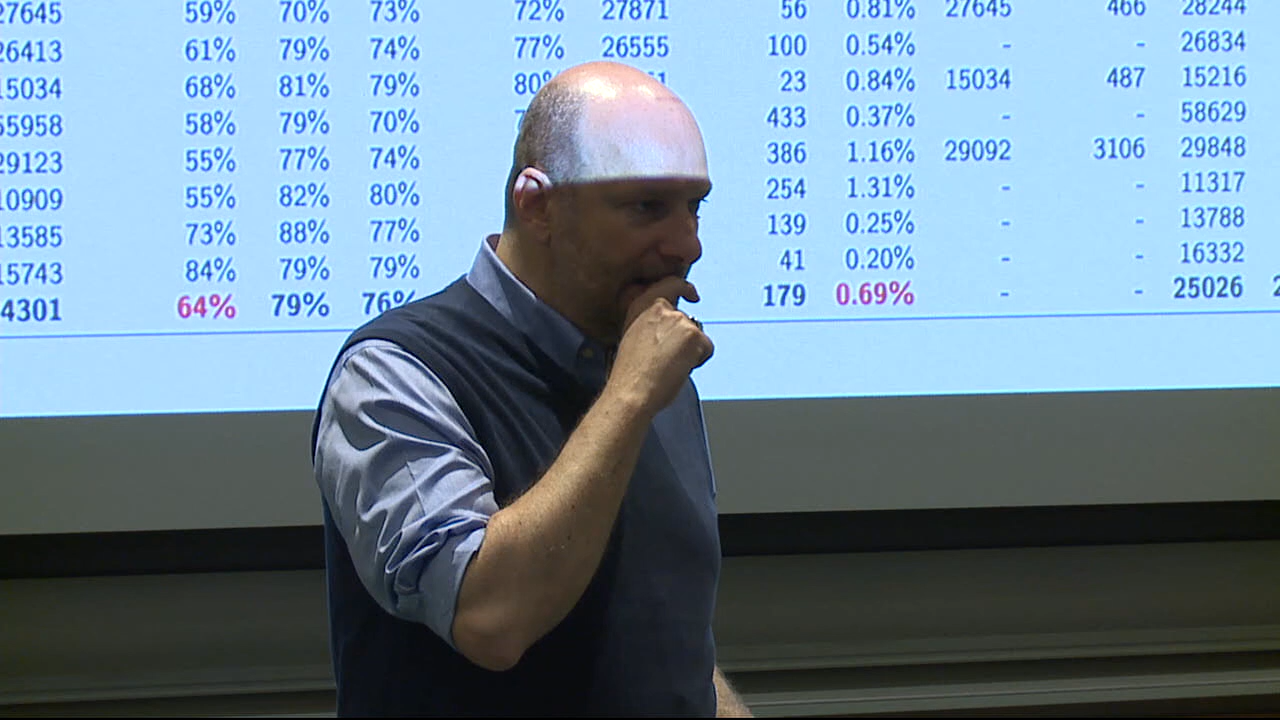 27645 59% 70% 73% 72% 27871 56 0.81% 27645 466 28244
26413 61% 79% 74% 77% 26555 100 0.54% - - 26834
15034 68% 81% 79% 80% 23 0.84% 15034 487 15216
55958 58% 79% 70% 433 0.37% - - 58629
29123 55% 77% 74% 386 1.16% 29092 3106 29848
10909 55% 82% 80% 254 1.31% - - 11317
13585 73% 88% 77% 139 0.25% - - 13788
15743 84% 79% 79% 41 0.20% - - 16332
4301 64% 79% 76% 179 0.69% - - 25026